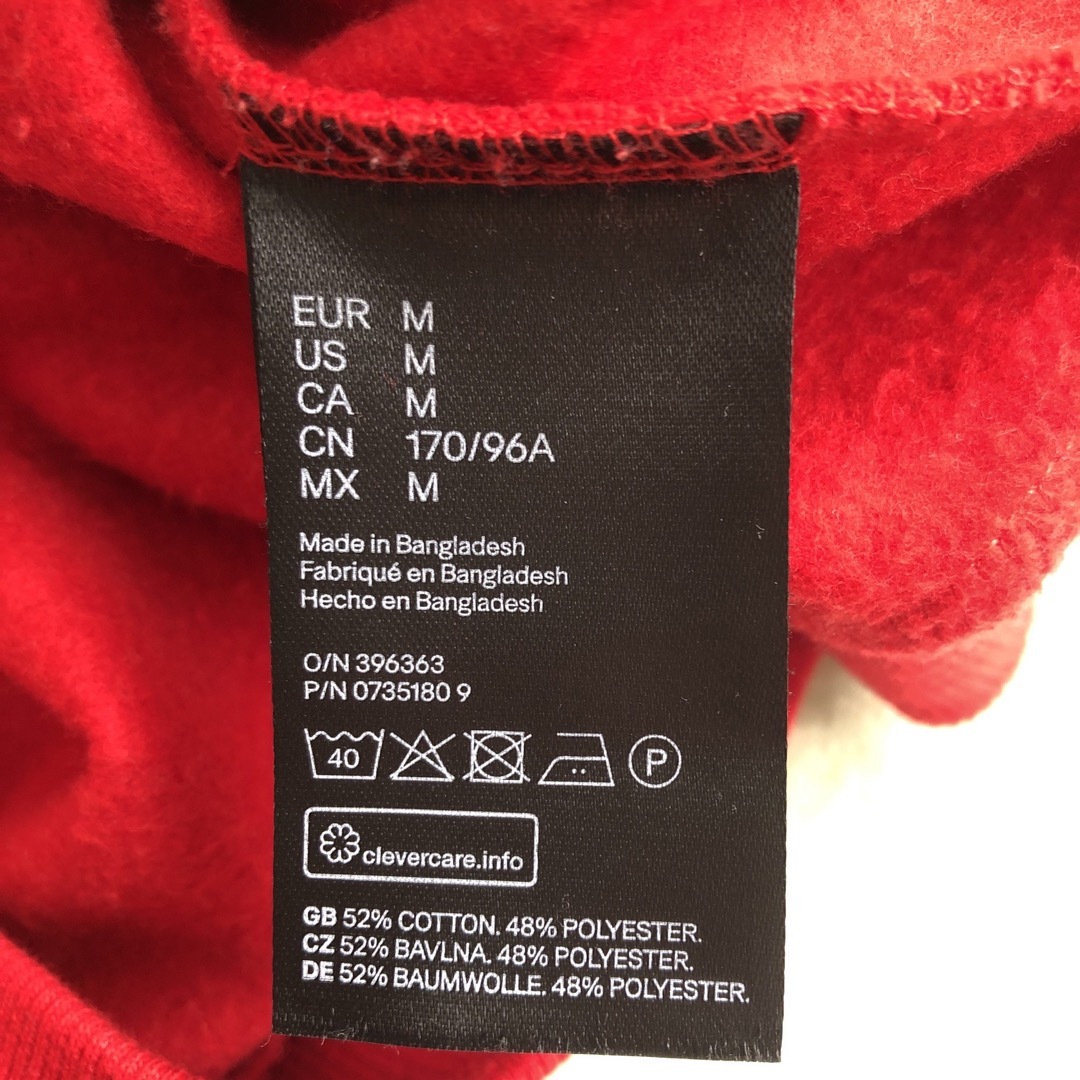 EUR M
US M
CA M
CN 170/96A
MX M
Made in Bangladesh
Fabriqué en Bangladesh
Hecho en Bangladesh
O/N 396363
P/N 0735180 9
40 P
clevercare.info
GB 52% COTTON. 48% POLYESTER.
CZ 52% BAVLNA. 48% POLYESTER.
DE 52% BAUMWOLLE. 48% POLYESTER.